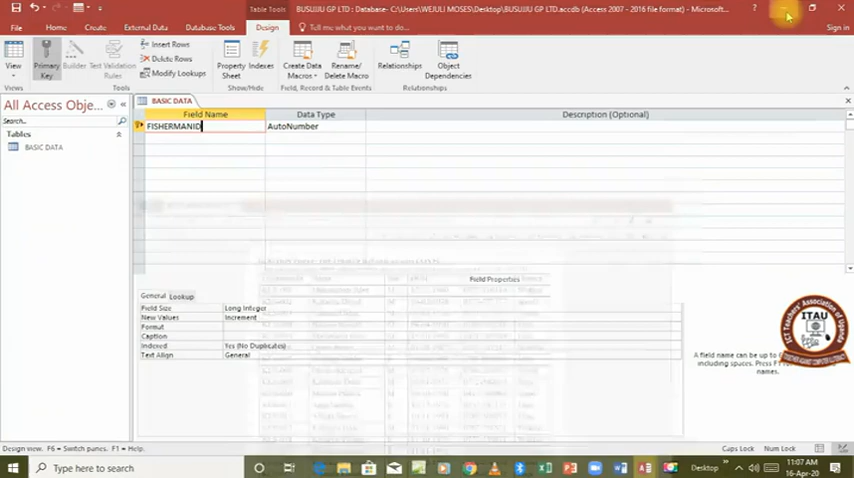 Table Tools
BUSUJJU GP LTD : Database- C:\Users\WEJULI MOSES\Desktop\BUSUJJU GP LTD.accdb (Access 2007 - 2016 file format) - Microsoft...
?
File Home Create External Data Database Tools Design Tell me what you want to do... Sign in
View
Primary Key
Builder
Test Validation Rules
Insert Rows
Delete Rows
Modify Lookups
Property Sheet
Indexes
Create Data Macros
Rename/ Delete Macro
Relationships
Object Dependencies
Views Tools Show/Hide Field, Record & Table Events Relationships
All Access Obje...
Search...
Tables
BASIC DATA
BASIC DATA
Field Name Data Type Description (Optional)
FISHERMANID AutoNumber
Field Properties
General Lookup
Field Size Long Integer
New Values Increment
Format
Caption
Indexed Yes (No Duplicates)
Text Align General
ICT Teachers' Association of Uganda
ITAU
A field name can be up to 6
including spaces. Press F1
names.
Design view. F6 = Switch panes. F1 = Help.
Caps Lock Num Lock
Type here to search
Desktop
11:07 AM
16-Apr-20